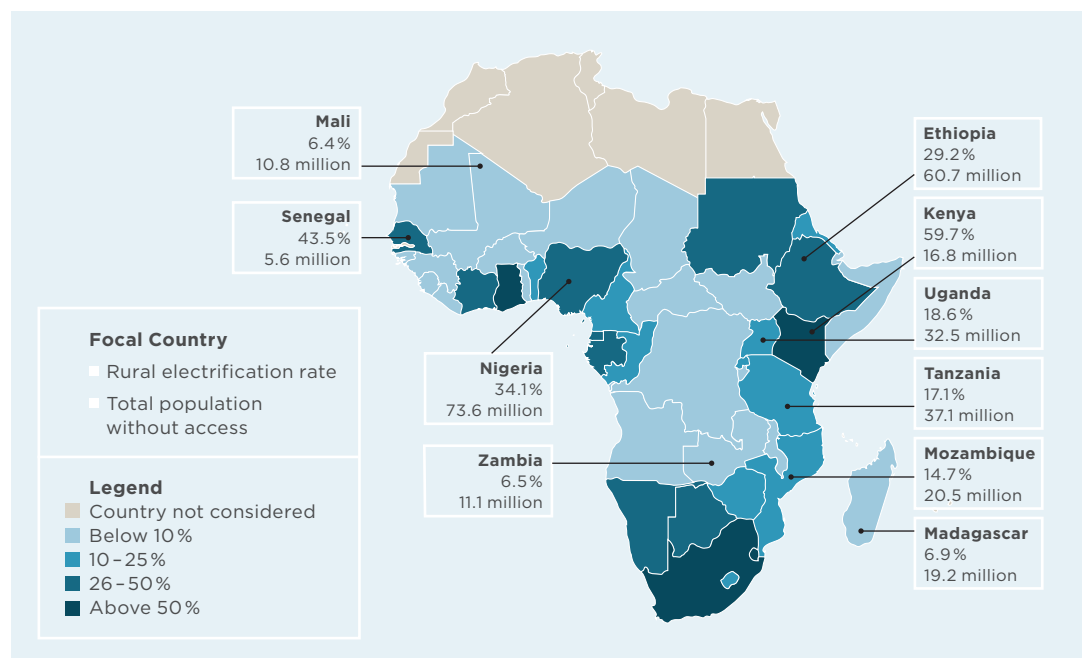 Mali
6.4%
10.8 million
Senegal
43.5%
5.6 million
Focal Country
Rural electrification rate
Total population
without access
Legend
Country not considered
Below 10%
10–25%
26–50%
Above 50%
Nigeria
34.1%
73.6 million
Zambia
6.5%
11.1 million
Ethiopia
29.2%
60.7 million
Kenya
59.7%
16.8 million
Uganda
18.6%
32.5 million
Tanzania
17.1%
37.1 million
Mozambique
14.7%
20.5 million
Madagascar
6.9%
19.2 million